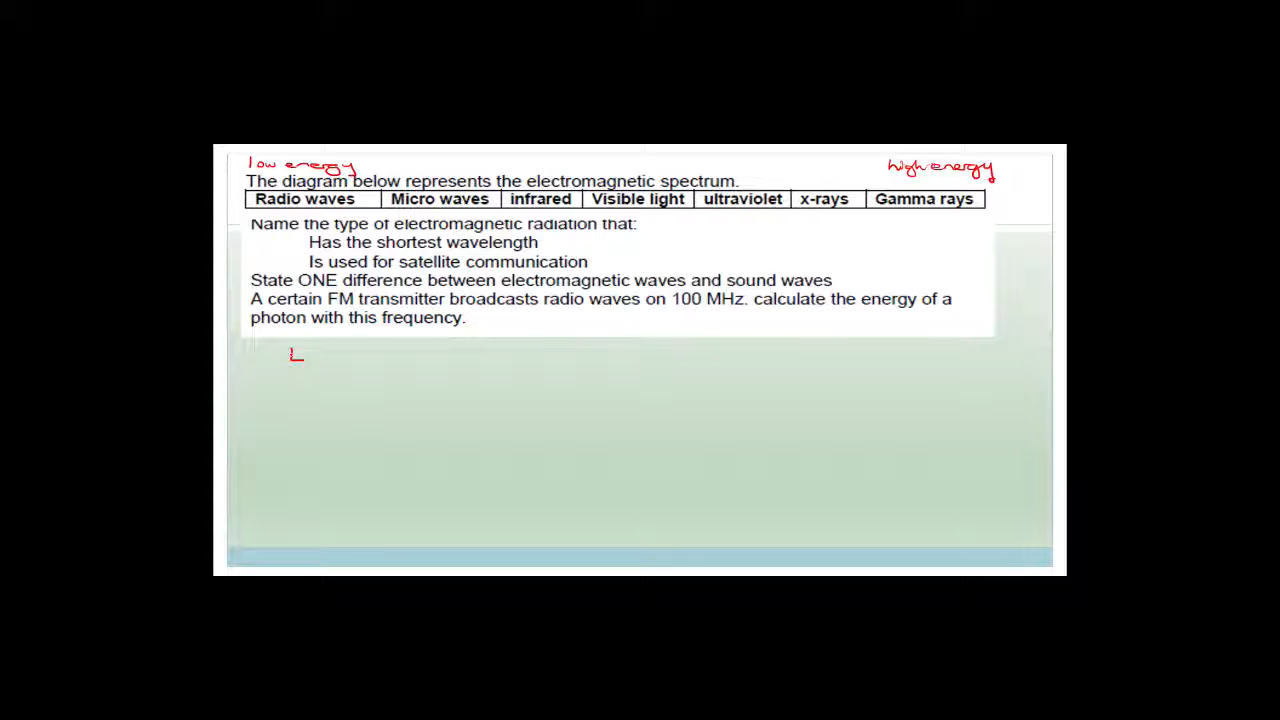 low energy high energy
The diagram below represents the electromagnetic spectrum.
Radio waves Micro waves infrared Visible light ultraviolet x-rays Gamma rays
Name the type of electromagnetic radiation that:
Has the shortest wavelength
Is used for satellite communication
State ONE difference between electromagnetic waves and sound waves
A certain FM transmitter broadcasts radio waves on 100 MHz. calculate the energy of a
photon with this frequency.